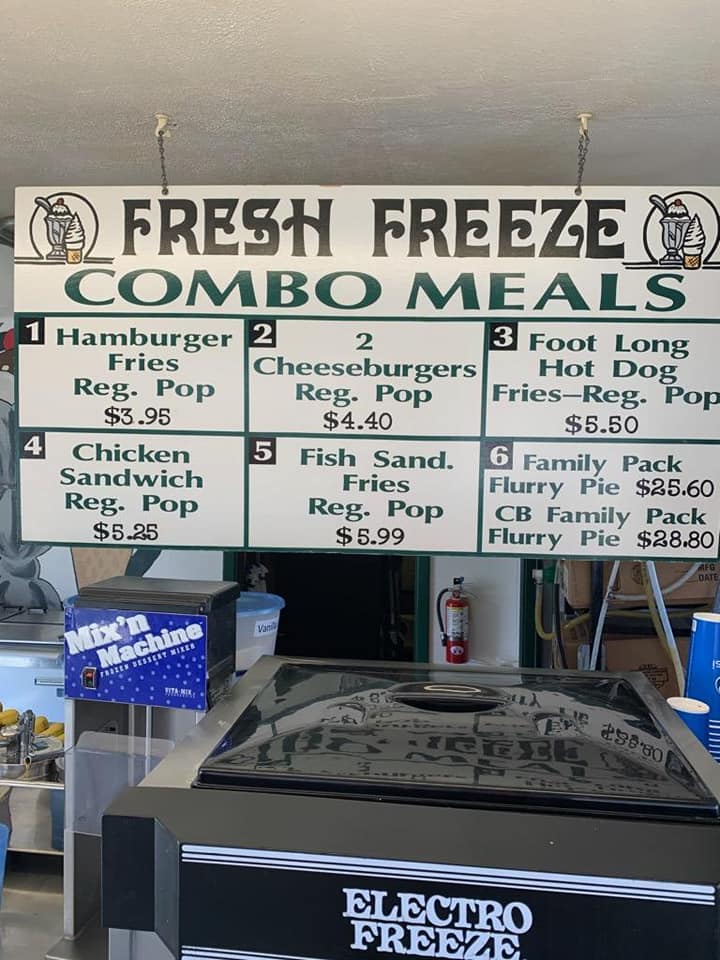 FRESH FREEZE
COMBO MEALS
1 Hamburger
Fries
Reg. Pop
$3.95
2 2
Cheeseburgers
Reg. Pop
$4.40
3 Foot Long
Hot Dog
Fries—Reg. Pop
$5.50
4 Chicken
Sandwich
Reg. Pop
$5.25
5 Fish Sand.
Fries
Reg. Pop
$5.99
6 Family Pack
Flurry Pie $25.60
CB Family Pack
Flurry Pie $28.80
MFG
DATE
Mix'n
Machine
FROZEN DESSERT MIXER
VITA-MIX
Vanil
ELECTRO
FREEZE